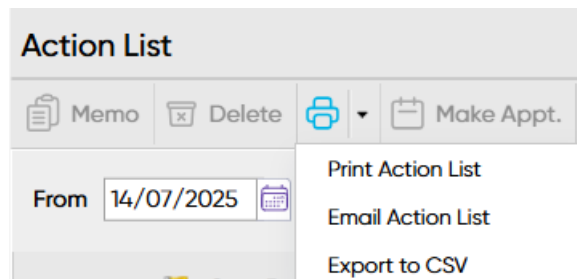 Action List
Memo Delete Make Appt.
Print Action List
From 14/07/2025
Email Action List
Export to CSV